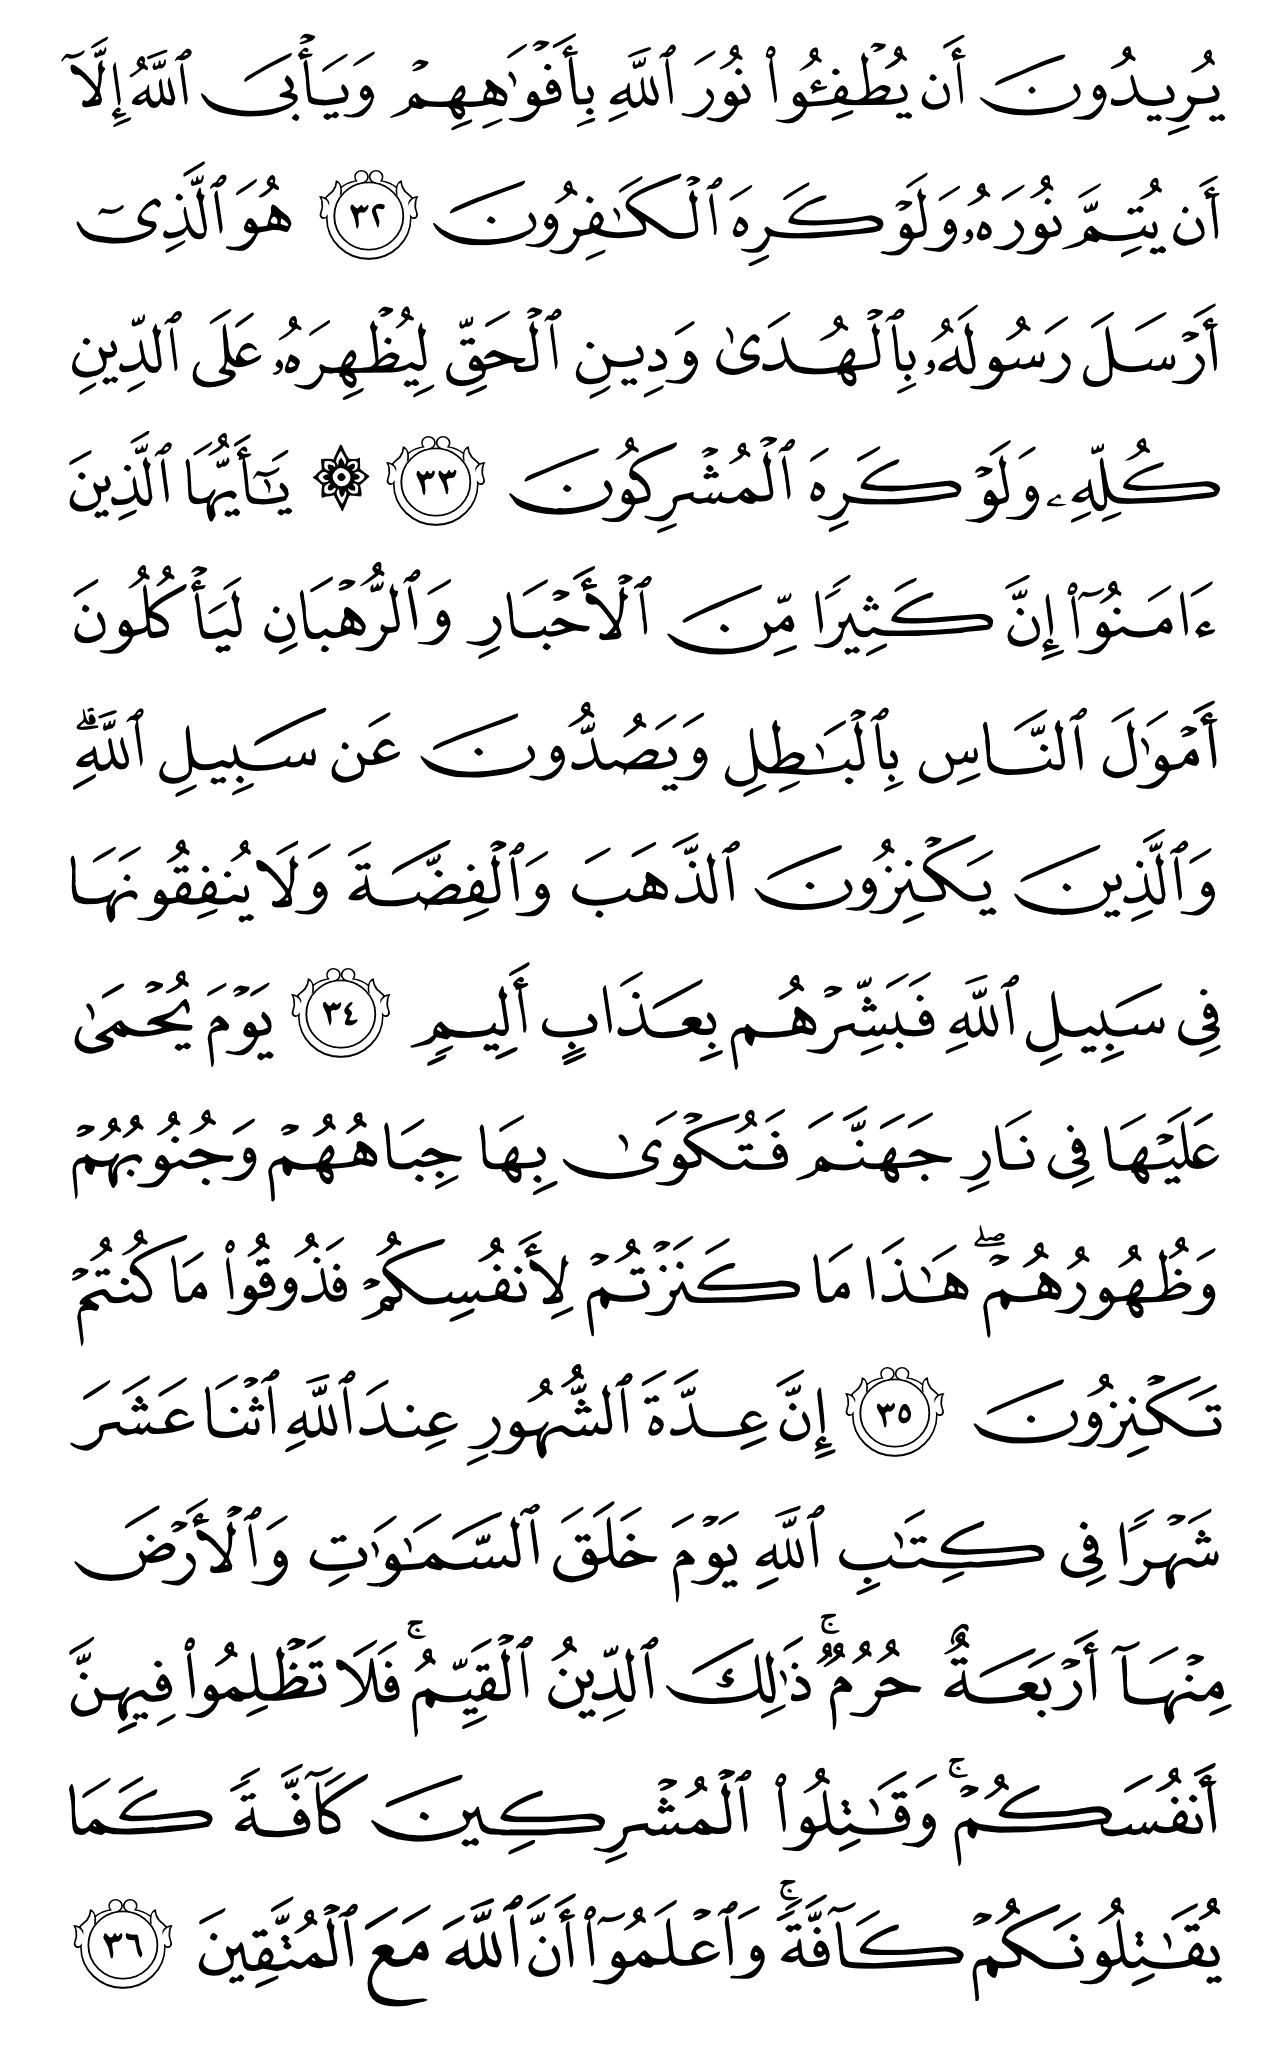 يُرِيدُونَ أَن يُطۡفِـُٔواْ نُورَ ٱللَّهِ بِأَفۡوَٰهِهِمۡ وَيَأۡبَى ٱللَّهُ إِلَّآ
أَن يُتِمَّ نُورَهُۥ وَلَوۡ كَرِهَ ٱلۡكَٰفِرُونَ ٣٢ هُوَ ٱلَّذِىٓ
أَرۡسَلَ رَسُولَهُۥ بِٱلۡهُدَىٰ وَدِينِ ٱلۡحَقِّ لِيُظۡهِرَهُۥ عَلَى ٱلدِّينِ
كُلِّهِۦ وَلَوۡ كَرِهَ ٱلۡمُشۡرِكُونَ ٣٣ ۞ يَٰٓأَيُّهَا ٱلَّذِينَ
ءَامَنُوٓاْ إِنَّ كَثِيرًا مِّنَ ٱلۡأَحۡبَارِ وَٱلرُّهۡبَانِ لَيَأۡكُلُونَ
أَمۡوَٰلَ ٱلنَّاسِ بِٱلۡبَٰطِلِ وَيَصُدُّونَ عَن سَبِيلِ ٱللَّهِۗ
وَٱلَّذِينَ يَكۡنِزُونَ ٱلذَّهَبَ وَٱلۡفِضَّةَ وَلَا يُنفِقُونَهَا
فِى سَبِيلِ ٱللَّهِ فَبَشِّرۡهُم بِعَذَابٍ أَلِيمٍ ٣٤ يَوۡمَ يُحۡمَىٰ
عَلَيۡهَا فِى نَارِ جَهَنَّمَ فَتُكۡوَىٰ بِهَا جِبَاهُهُمۡ وَجُنُوبُهُمۡ
وَظُهُورُهُمۡۖ هَٰذَا مَا كَنَزۡتُمۡ لِأَنفُسِكُمۡ فَذُوقُواْ مَا كُنتُمۡ
تَكۡنِزُونَ ٣٥ إِنَّ عِدَّةَ ٱلشُّهُورِ عِندَ ٱللَّهِ ٱثۡنَا عَشَرَ
شَهۡرًا فِى كِتَٰبِ ٱللَّهِ يَوۡمَ خَلَقَ ٱلسَّمَٰوَٰتِ وَٱلۡأَرۡضَ
مِنۡهَآ أَرۡبَعَةٌ حُرُمٌۚ ذَٰلِكَ ٱلدِّينُ ٱلۡقَيِّمُۚ فَلَا تَظۡلِمُواْ فِيهِنَّ
أَنفُسَكُمۡۚ وَقَٰتِلُواْ ٱلۡمُشۡرِكِينَ كَآفَّةً كَمَا
يُقَٰتِلُونَكُمۡ كَآفَّةًۚ وَٱعۡلَمُوٓاْ أَنَّ ٱللَّهَ مَعَ ٱلۡمُتَّقِينَ ٣٦